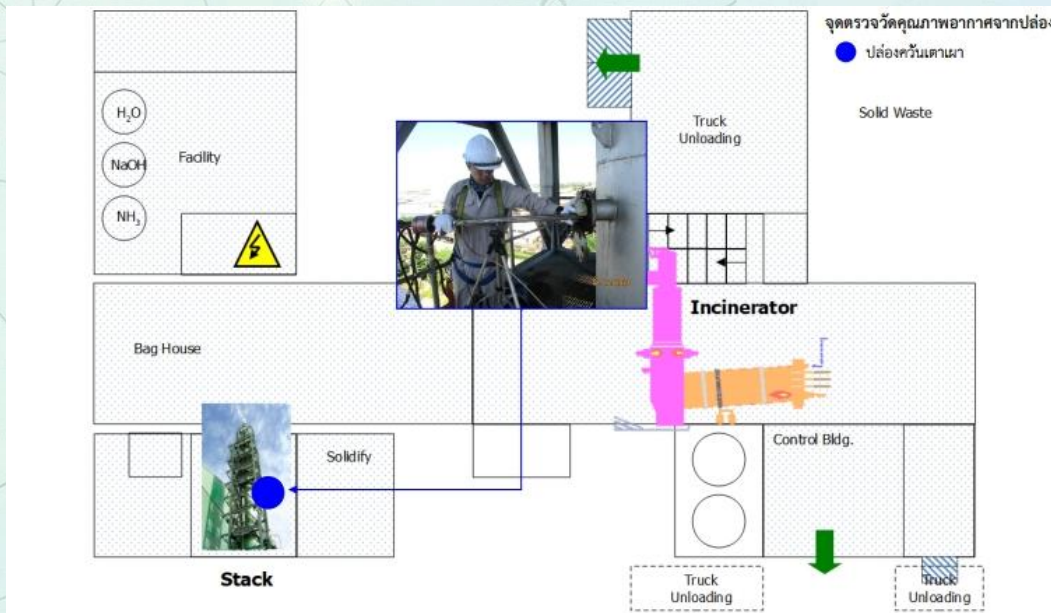 จุดตรวจวัดคุณภาพอากาศจากปล่อง
ปล่องควันเตาเผา
Solid Waste
Truck
Unloading
H₂O
NaOH
NH₃
Facility
Incinerator
Bag House
Solidify
Control Bldg.
Stack
Truck
Unloading
Truck
Unloading